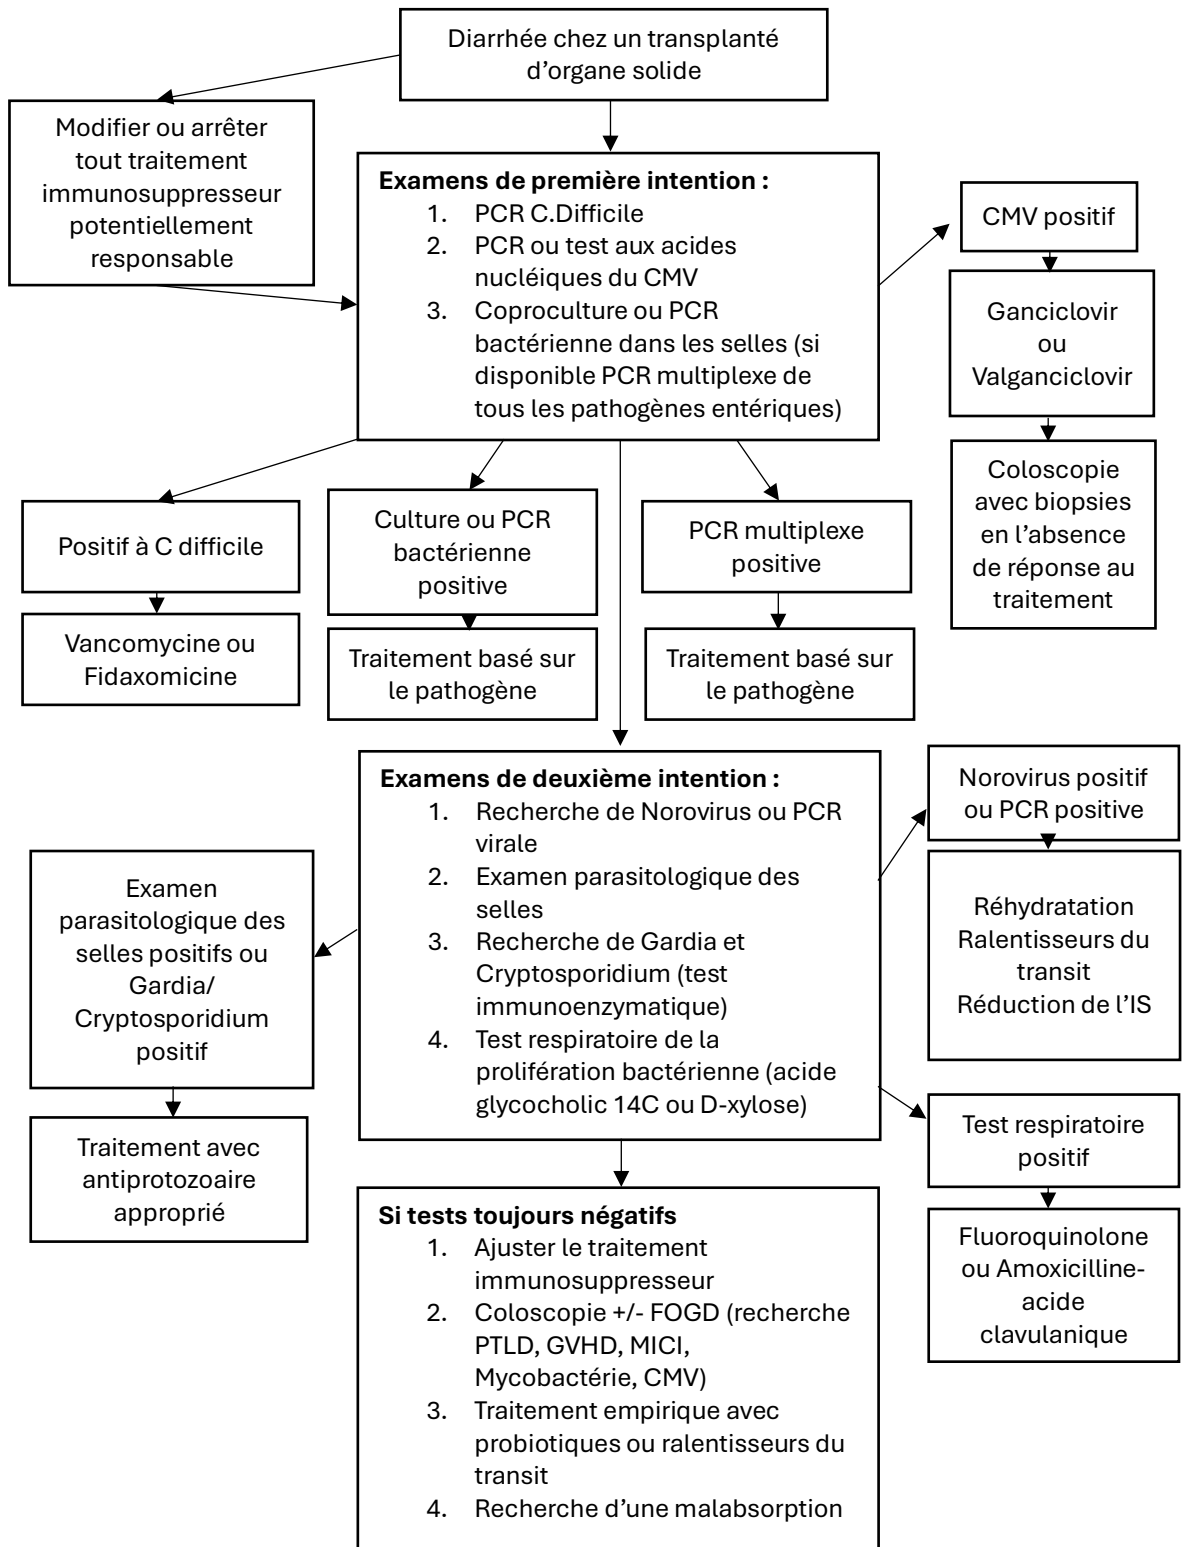 Diarrhée chez un transplanté
d'organe solide
Modifier ou arrêter
tout traitement
immunosuppresseur
potentiellement
responsable
Examens de première intention :
1. PCR C.Difficile
2. PCR ou test aux acides
nucléiques du CMV
3. Coproculture ou PCR
bactérienne dans les selles (si
disponible PCR multiplexe de
tous les pathogènes entériques)
CMV positif
Ganciclovir
ou
Valganciclovir
Coloscopie
avec biopsies
en l'absence
de réponse au
traitement
Positif à C difficile
Vancomycine ou
Fidaxomicine
Culture ou PCR
bactérienne
positive
Traitement basé sur
le pathogène
PCR multiplexe
positive
Traitement basé sur
le pathogène
Examens de deuxième intention :
1. Recherche de Norovirus ou PCR
virale
2. Examen parasitologique des
selles
3. Recherche de Gardia et
Cryptosporidium (test
immunoenzymatique)
4. Test respiratoire de la
prolifération bactérienne (acide
glycocholic 14C ou D-xylose)
Norovirus positif
ou PCR positive
Réhydratation
Ralentisseurs du
transit
Réduction de l'IS
Examen
parasitologique des
selles positifs ou
Gardia/
Cryptosporidium
positif
Traitement avec
antiprotozoaire
approprié
Test respiratoire
positif
Fluoroquinolone
ou Amoxicilline-
acide
clavulanique
Si tests toujours négatifs
1. Ajuster le traitement
immunosuppresseur
2. Coloscopie +/- FOGD (recherche
PTLD, GVHD, MICI,
Mycobactérie, CMV)
3. Traitement empirique avec
probiotiques ou ralentisseurs du
transit
4. Recherche d'une malabsorption